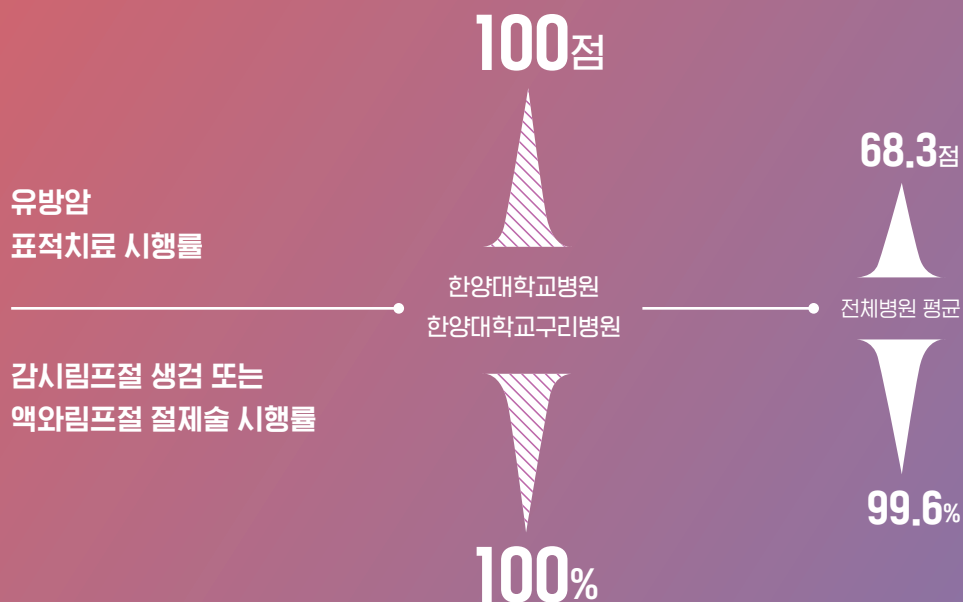 100점
68.3점
유방암
표적치료 시행률
한양대학교병원
한양대학교구리병원
전체병원 평균
감시림프절 생검 또는
액와림프절 절제술 시행률
99.6%
100%